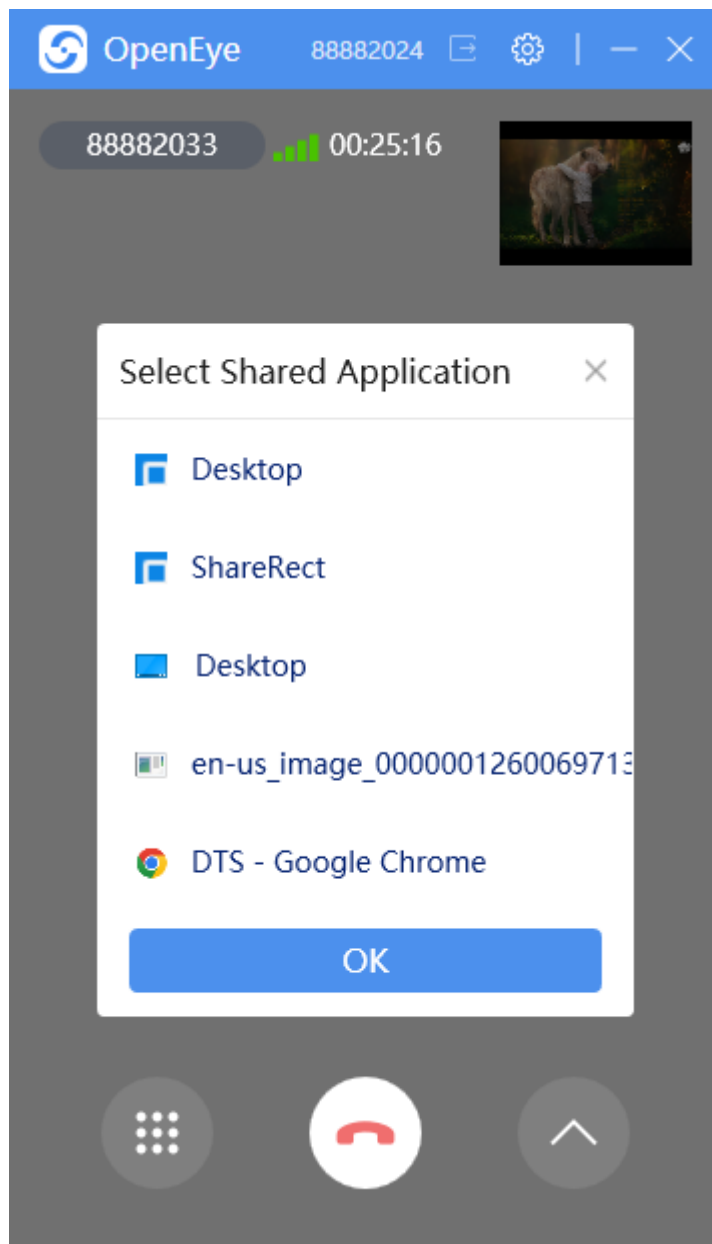 OpenEye 88882024
88882033 00:25:16
Select Shared Application
Desktop
ShareRect
Desktop
en-us_image_000000126006971
DTS - Google Chrome
OK